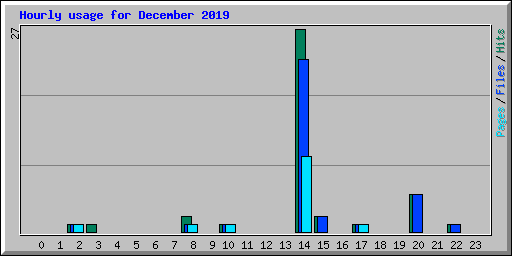 Hourly usage for December 2019
27
Pages/Files/Hits
0 1 2 3 4 5 6 7 8 9 10 11 12 13 14 15 16 17 18 19 20 21 22 23